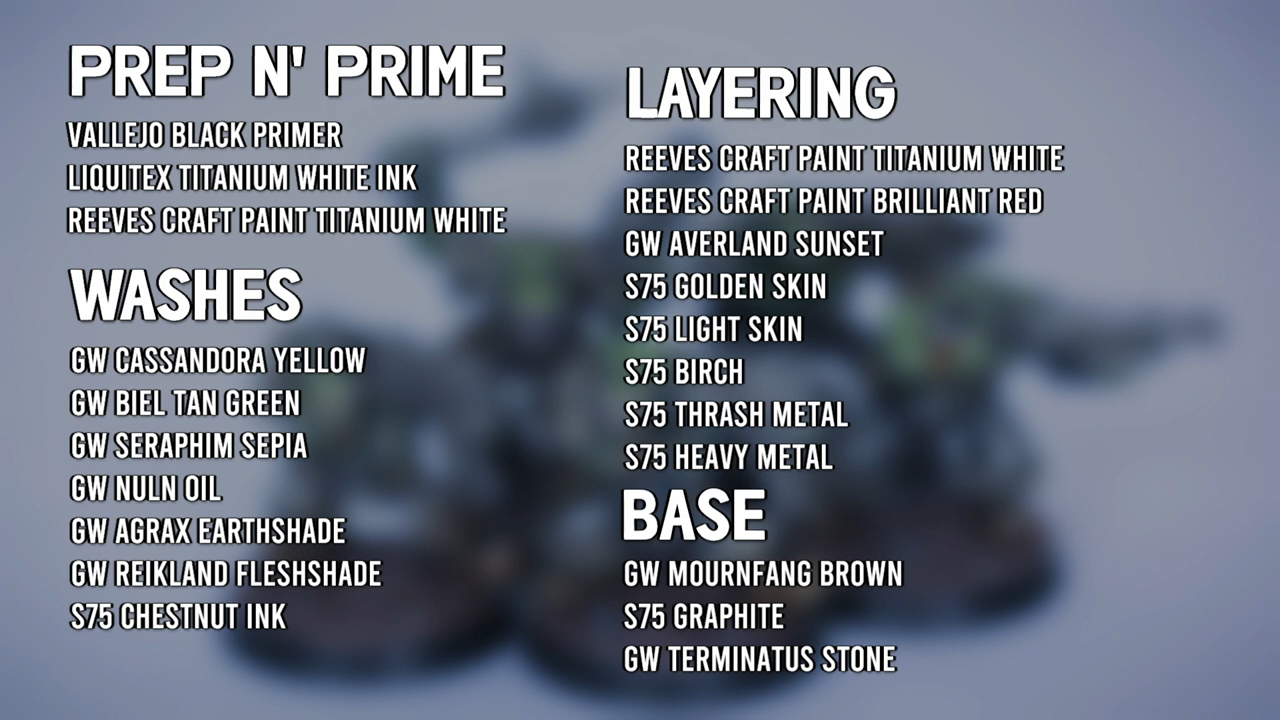 PREP N' PRIME
VALLEJO BLACK PRIMER
LIQUITEX TITANIUM WHITE INK
REEVES CRAFT PAINT TITANIUM WHITE
WASHES
GW CASSANDORA YELLOW
GW BIEL TAN GREEN
GW SERAPHIM SEPIA
GW NULN OIL
GW AGRAX EARTHSHADE
GW REIKLAND FLESHSHADE
S75 CHESTNUT INK
LAYERING
REEVES CRAFT PAINT TITANIUM WHITE
REEVES CRAFT PAINT BRILLIANT RED
GW AVERLAND SUNSET
S75 GOLDEN SKIN
S75 LIGHT SKIN
S75 BIRCH
S75 THRASH METAL
S75 HEAVY METAL
BASE
GW MOURNFANG BROWN
S75 GRAPHITE
GW TERMINATUS STONE